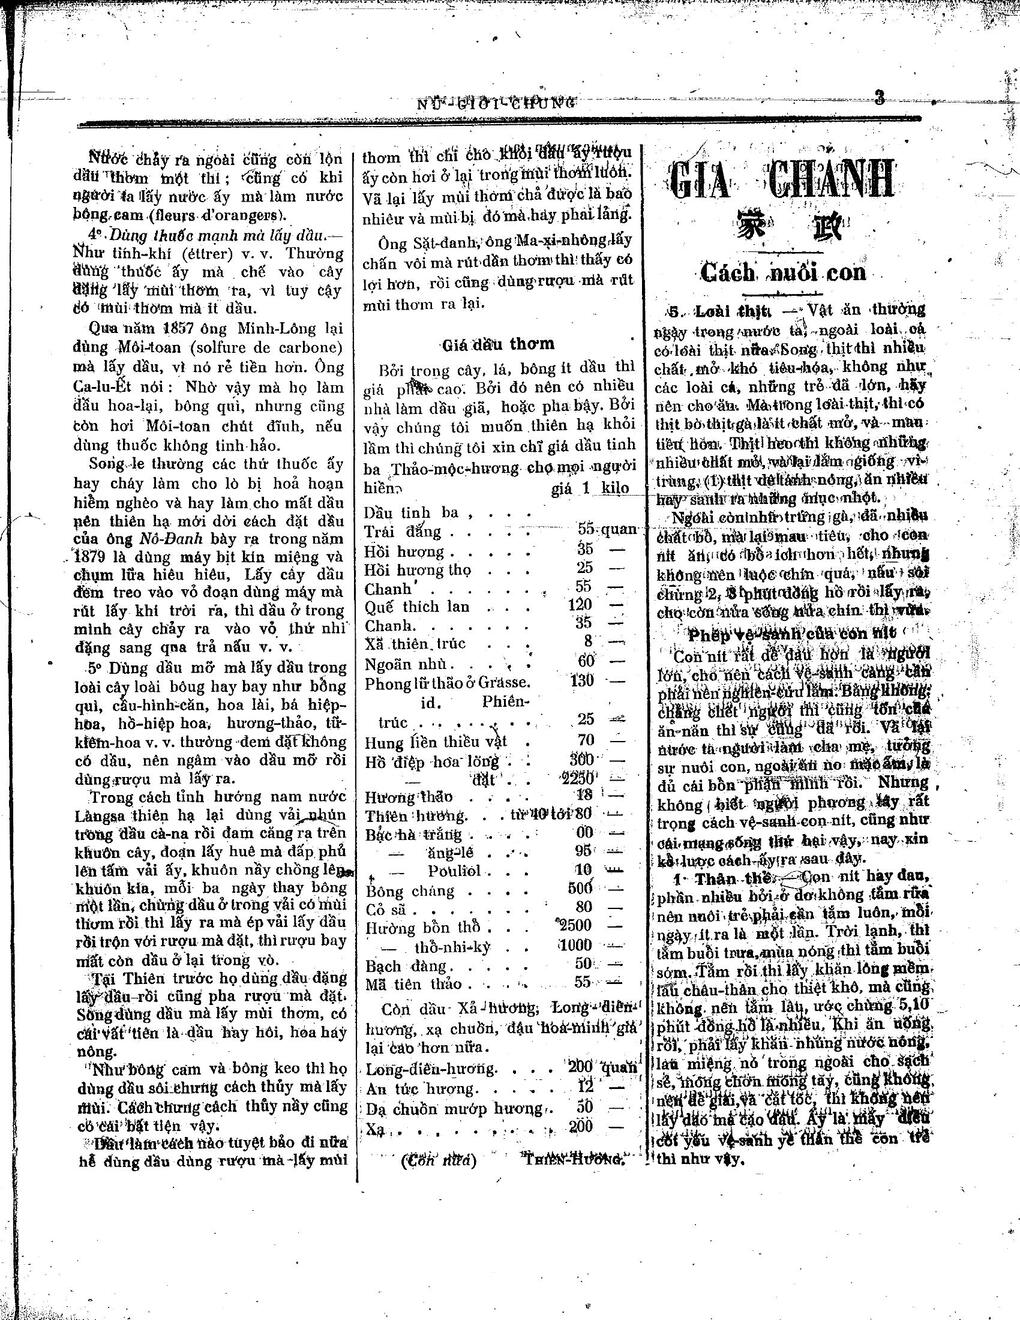 NỮ-GIỚI-CHUNG
3
Nước chảy ra ngoài cũng còn lộn
dầu thơm một thi; cũng có khi
người ta lấy nước ấy mà làm nước
bông cam (fleurs d'orangers).
4º Dùng thuốc mạnh mà lấy dầu.—
Như tinh-khí (éttrer) v. v. Thường
dùng thuốc ấy mà chế vào cây
đặng lấy mùi thơm ra, vì tuy cậy
có mùi thơm mà ít dầu.
Qua năm 1857 ông Minh-Lông lại
dùng Môi-toan (solfure de carbone)
mà lấy dầu, vì nó rẻ tiền hơn. Ông
Ca-lu-Ết nói : Nhờ vậy mà họ làm
dầu hoa-lại, bông qui, nhưng cũng
còn hơi Môi-toan chút đĩnh, nếu
dùng thuốc không tinh hảo.
Song le thường các thứ thuốc ấy
hay cháy làm cho lò bị hoả hoạn
hiểm nghèo và hay làm cho mất dầu
nên thiên hạ mới dời cách đặt dầu
của ông Nô-Đanh bày ra trong năm
1879 là dùng máy bịt kín miệng và
chụm lửa hiêu hiêu, Lấy cây dầu
đem treo vào vỏ đoạn dùng máy mà
rút lấy khí trời ra, thì dầu ở trong
mình cây chảy ra vào vỏ thứ nhì
đặng sang qua trả nấu v. v.
5º Dùng dầu mỡ mà lấy dầu trong
loài cây loài bông hay bay như bông
qui, cẩu-hình-căn, hoa lài, bá hiệp-
hoa, hồ-hiệp hoa, hương-thảo, tử-
kiêm-hoa v. v. thường đem đặt không
có dầu, nên ngâm vào dầu mỡ rồi
dùng rượu mà lấy ra.
Trong cách tỉnh hướng nam nước
Langsa thiên hạ lại dùng vải nhún
trong dầu cà-na rồi đam căng ra trên
khuôn cây, đoạn lấy huê mà đấp phủ
lên tấm vải ấy, khuôn nầy chồng lên
khuôn kia, mỗi ba ngày thay bông
một lần, chừng dầu ở trong vải có mùi
thơm rồi thì lấy ra mà ép vải lấy dầu
rồi trộn với rượu mà đặt, thì rượu bay
mất còn dầu ở lại trong vò.
Tại Thiên trước họ dùng dầu đặng
lấy dầu rồi cũng pha rượu mà đặt.
Song dùng dầu mà lấy mùi thơm, có
cái vất tiên là dầu hay hôi, hoa hay
nóng.
Như bông cam và bông keo thì họ
dùng dầu sôi chưng cách thủy mà lấy
mùi. Cách chưng cách thủy nầy cũng
có cái bất tiện vậy.
Dầu làm cách nào tuyệt bảo đi nữa
hễ dùng dầu dùng rượu mà lấy mùi
thơm thì chi cho khỏi dầu ấy rượu
ấy còn hơi ở lại trong mùi thơm luôn.
Vã lại lấy mùi thơm chả được là bao
nhiêu và mùi bị đó mà hay phai lãng.
Ông Sặt-đanh, ông Ma-xi-nhông lấy
chấn vôi mà rút dần thơm thì thấy có
lợi hơn, rồi cũng dùng rượu mà rút
mùi thơm ra lại.
Giá dầu thơm
Bởi trong cây, lá, bông ít dầu thì
giá phải cao. Bởi đó nên có nhiều
nhà làm dầu giã, hoặc pha bậy. Bởi
vậy chúng tôi muốn thiên hạ khỏi
lầm thì chúng tôi xin chỉ giá dầu tinh
ba Thảo-mộc-hương cho mọi người
hiền. giá 1 kilo
Dầu tinh ba , . . .
Trái đắng . . . . . 55 quan
Hồi hương . . . . 35 —
Hồi hương thọ . . . 25 —
Chanh . . . . . . 55 —
Quế thich lan . . . 120 —
Chanh. . . . . . 35 —
Xã thiên trúc . . . 8 —
Ngoãn nhù. . . . . 60 —
Phong lữ thảo ở Grasse. 130 —
id. Phiên-
trúc . . . . . . 25 —
Hung liền thiều vật . 70 —
Hồ điệp hoa lông . . 300 —
— đặt . . 2250 —
Hương thão . . . . 18 —
Thiên hương. . . từ 40 tới 80 —
Bạc hà trắng . . . 60 —
— ăng-lê . . . 95 —
— Pouliol . . . 10 —
Bông cháng . . . . 500 —
Cỏ sã . . . . . . 80 —
Hường bồn thổ . . . 2500 —
— thổ-nhi-kỳ . . 1000 —
Bạch dàng. . . . . 50 —
Mã tiên thảo . . . . 55 —
Còn dầu Xả-hương, Long-diên-
hương, xạ chuồn, đậu hoa-minh giá
lại cao hơn nữa.
Long-diên-hương. . . . 200 quan
An tức hương. . . . 12 —
Dạ chuồn mướp hương. . 50 —
Xạ . . . . . . . 200 —
(Còn nữa) THIÊN-HƯƠNG.
GIA CHÁNH
家 政
Cách nuôi con
5. Loài thịt. — Vật ăn thường
ngày trong nước ta, ngoài loài cá
có loài thịt nữa. Song thịt thì nhiều
chất mở khó tiêu-hóa, không như
các loài cá, những trẻ đã lớn, hãy
nên cho ăn. Mà trong loài thịt, thì có
thịt bò thịt gà là ít chất mở, và mau
tiêu hơn. Thịt heo thì không những
nhiều chất mở, và lại lắm giống vi-
trùng, (1) thịt dê tánh nóng, ăn nhiều
hay sanh ra những mục nhọt.
Ngoài còn như trứng gà, đã nhiều
chất bổ, mà lại mau tiêu, cho con
nít ăn, có bổ ích hơn hết, nhưng
không nên luộc chín quá, nấu sôi
chừng 2, 3 phút đồng hồ rồi lấy ra,
cho còn nửa sống nửa chín thì vừa.
Phép vệ-sanh của con nít
Con nít rất dễ đau hơn là người
lớn, cho nên cách vệ-sanh càng cần
phải nên nghiên-cứu lắm. Bằng không,
chẳng chết người thì cũng tổn của
ăn-năn thì sự cũng đã rồi. Vả lại
nước ta người làm cha mẹ, tưởng
sự nuôi con, ngoài ăn no mặc ấm, là
đủ cái bổn phận mình rồi. Nhưng
không biết người phương tây rất
trọng cách vệ-sanh con nít, cũng như
cái mạng sống thứ hai vậy, nay xin
kể lược cách ấy ra sau đây.
1· Thân thể. — Con nít hay đau,
phần nhiều bởi ở dơ không tắm rữa
nên nuôi trẻ phải cần tắm luôn, mỗi
ngày ít ra là một lần. Trời lạnh, thì
tắm buổi trưa, mùa nóng thì tắm buổi
sớm. Tắm rồi thì lấy khăn lông mềm,
lau châu-thân cho thiệt khô, mà cũng
không nên tắm lâu, ước chừng 5, 10
phút đồng hồ là nhiều. Khi ăn uống
rồi, phải lấy khăn nhúng nước nóng,
lau miệng nó trong ngoài cho sạch
sẽ, móng chơn móng tay, cũng không
nên để dài, và cắt tóc, thì không nên
lấy dao mà cạo đầu. Ấy là mấy điều
cốt yếu vệ-sanh về thân thể con trẻ
thì như vậy.